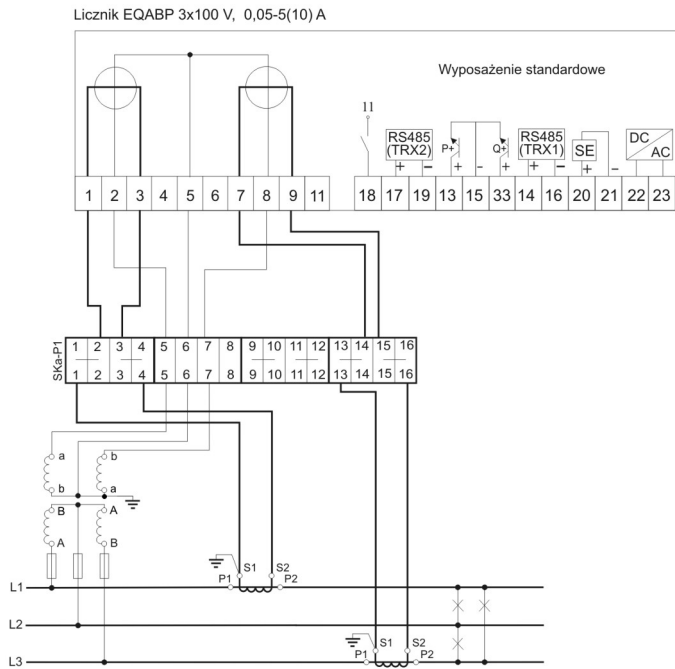 Licznik EQABP 3x100 V, 0,05-5(10) A
Wyposażenie standardowe
11
RS485 (TRX2)
P+
Q+
RS485 (TRX1)
SE
DC AC
+ − + − + + − + −
1 2 3 4 5 6 7 8 9 11
18 17 19 13 15 33 14 16 20 21 22 23
SKa-P1
1 2 3 4 5 6 7 8 9 10 11 12 13 14 15 16
1 2 3 4 5 6 7 8 9 10 11 12 13 14 15 16
a b
b a
B A
A B
S1 S2
P1 P2
L1
L2
S1 S2
P1 P2
L3